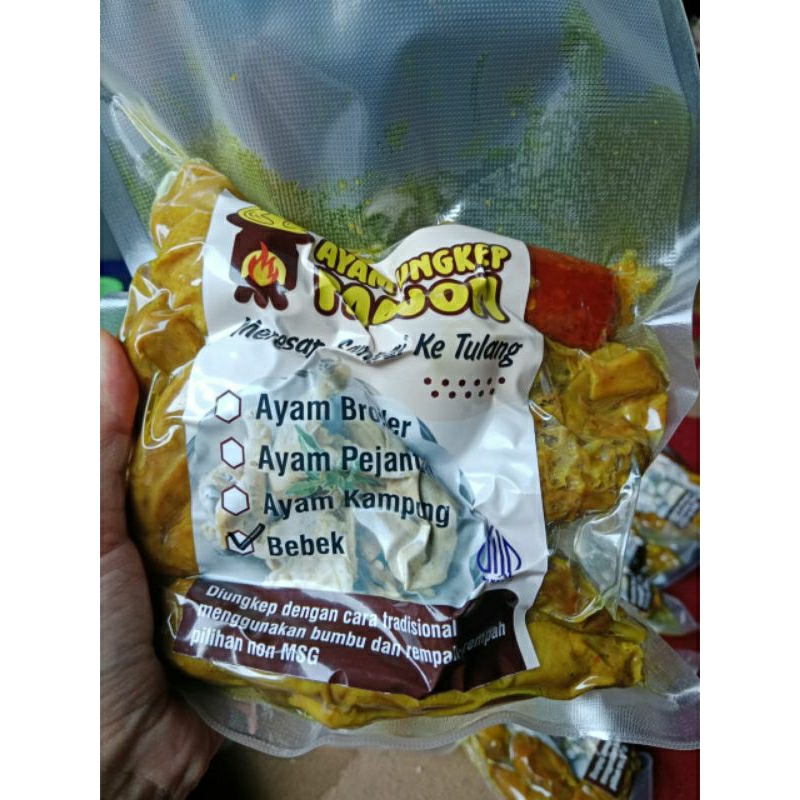 AYAM UNGKEP
Ke Tulang
Ayam Broiler
Ayam Pejantan
Ayam Kampung
Bebek
Diungkep dengan cara tradisional
menggunakan bumbu dan rempah rempah
pilihan non MSG